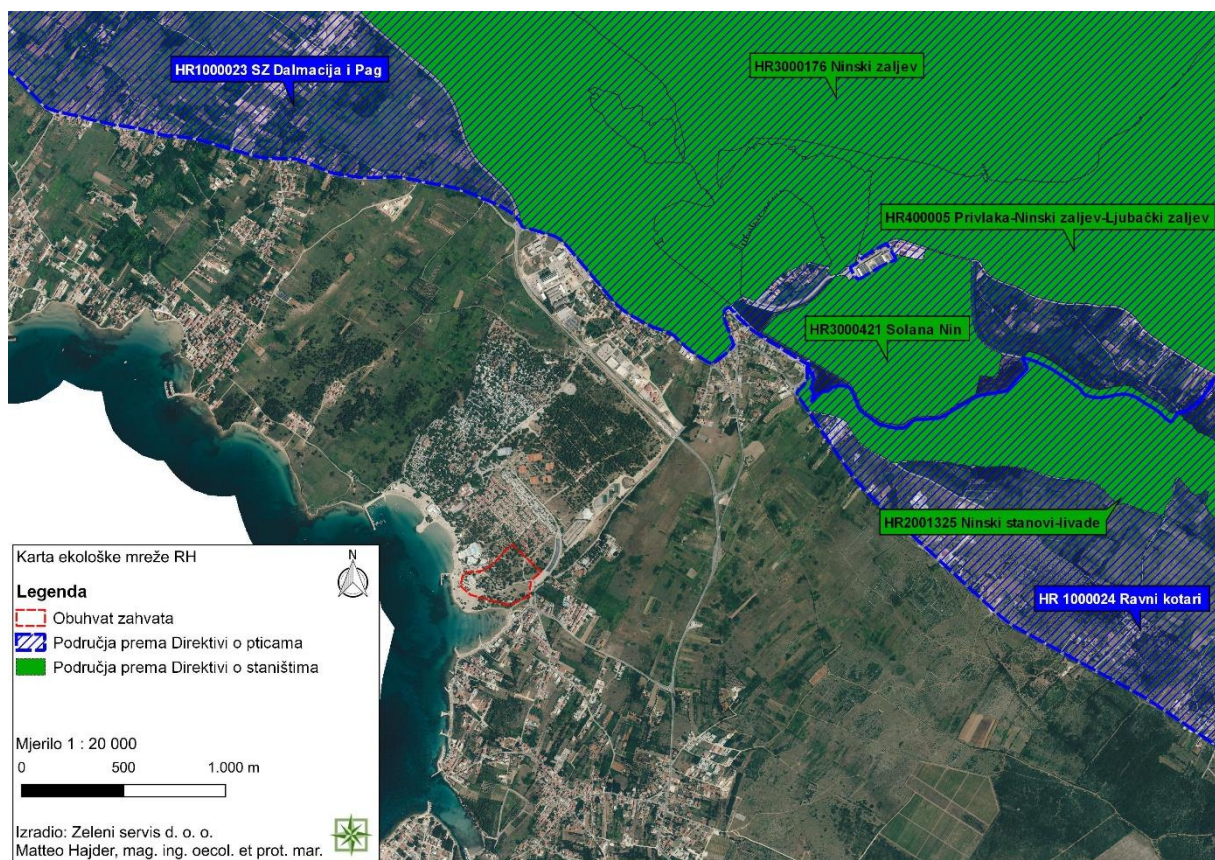 HR1000023 SZ Dalmacija i Pag
HR3000176 Ninski zaljev
HR400005 Privlaka-Ninski zaljev-Ljubački zaljev
HR3000421 Solana Nin
HR2001325 Ninski stanovi-livade
HR 1000024 Ravni kotari
Karta ekološke mreže RH
N
Legenda
Obuhvat zahvata
Područja prema Direktivi o pticama
Područja prema Direktivi o staništima
Mjerilo 1 : 20 000
0 500 1.000 m
Izradio: Zeleni servis d. o. o.
Matteo Hajder, mag. ing. oecol. et prot. mar.